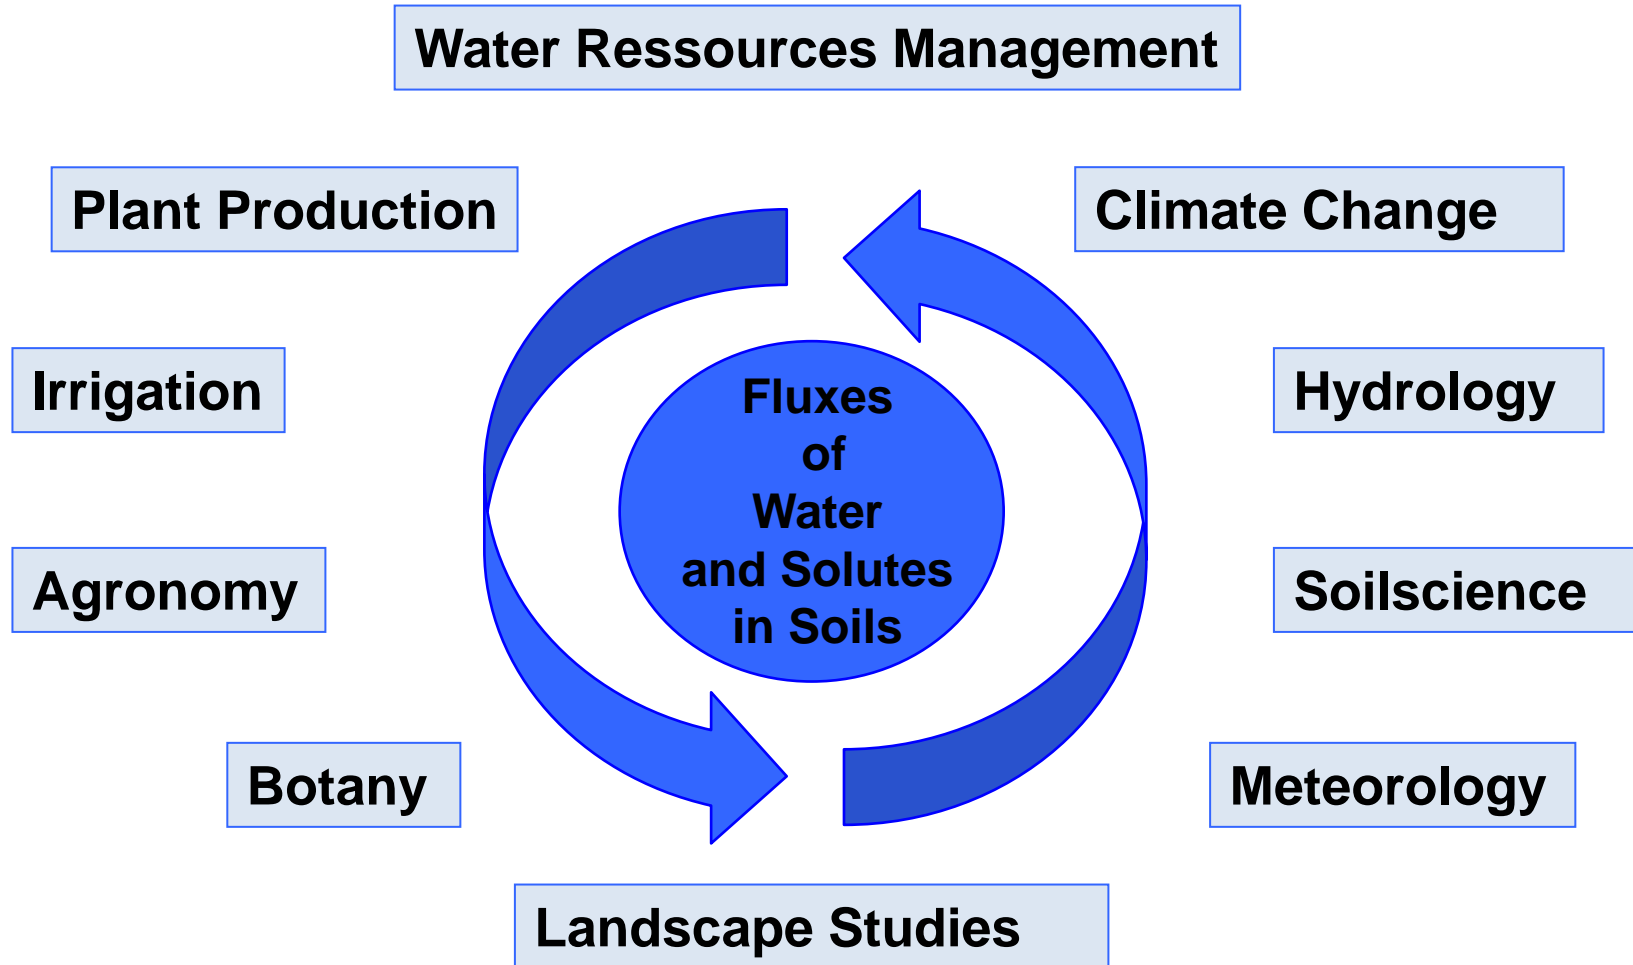 Water Ressources Management
Plant Production
Climate Change
Irrigation
Hydrology
Fluxes
of
Water
and Solutes
in Soils
Agronomy
Soilscience
Botany
Meteorology
Landscape Studies